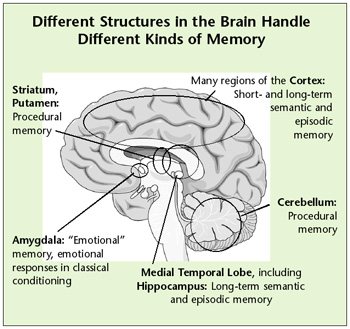 Different Structures in the Brain Handle
Different Kinds of Memory
Many regions of the Cortex:
Short- and long-term
semantic and
episodic
memory
Striatum,
Putamen:
Procedural
memory
Cerebellum:
Procedural
memory
Amygdala: “Emotional”
memory, emotional
responses in classical
conditioning
Medial Temporal Lobe, including
Hippocampus: Long-term semantic
and episodic memory